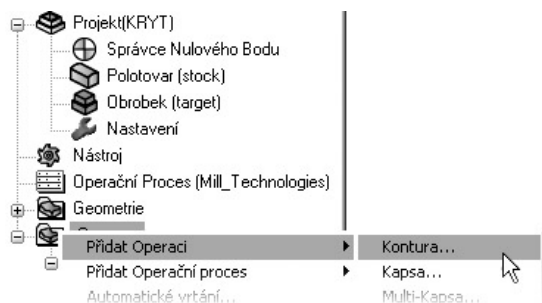 Projekt(KRYT)
Správce Nulového Bodu
Polotovar (stock)
Obrobek (target)
Nastavení
Nástroj
Operační Proces (Mill_Technologies)
Geometrie
Přidat Operaci
Kontura...
Přidat Operační proces
Kapsa...
Automatické vrtání...
Multi-Kapsa...